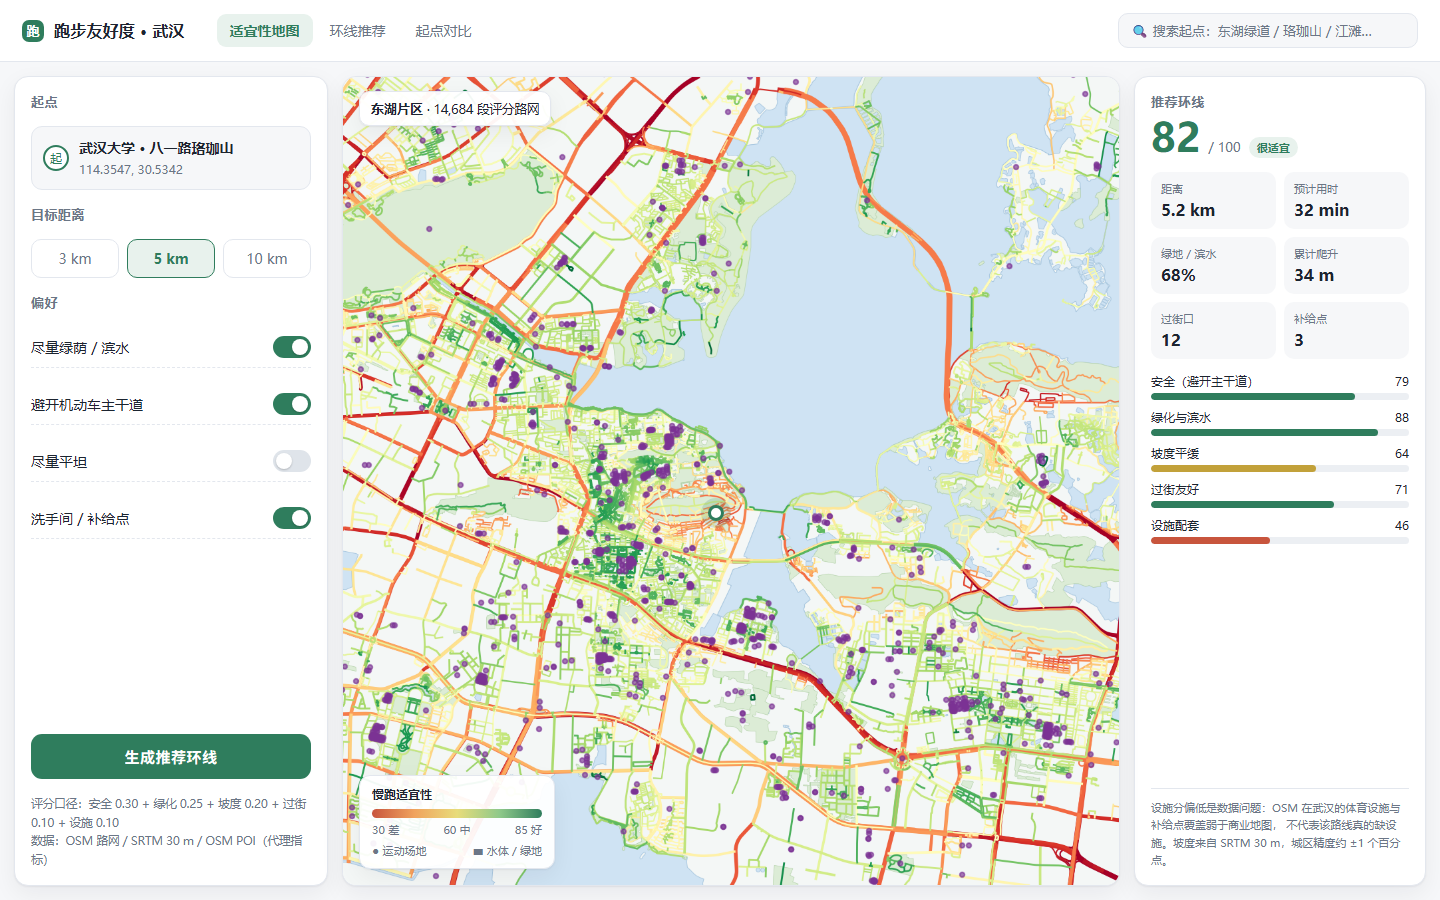 跑 跑步友好度 • 武汉
适宜性地图 环线推荐 起点对比
搜索起点：东湖绿道 / 珞珈山 / 江滩...
起点
起 武汉大学 • 八一路珞珈山
114.3547, 30.5342
目标距离
3 km 5 km 10 km
偏好
尽量绿荫 / 滨水
避开机动车主干道
尽量平坦
洗手间 / 补给点
生成推荐环线
评分口径：安全 0.30 + 绿化 0.25 + 坡度 0.20 + 过街
0.10 + 设施 0.10
数据：OSM 路网 / SRTM 30 m / OSM POI（代理指
标）
东湖片区 · 14,684 段评分路网
慢跑适宜性
30 差 60 中 85 好
运动场地 水体 / 绿地
推荐环线
82 / 100 很适宜
距离 预计用时
5.2 km 32 min
绿地 / 滨水 累计爬升
68% 34 m
过街口 补给点
12 3
安全（避开主干道） 79
绿化与滨水 88
坡度平缓 64
过街友好 71
设施配套 46
设施分偏低是数据问题：OSM 在武汉的体育设施与
补给点覆盖弱于商业地图， 不代表该路线真的缺设
施。坡度来自 SRTM 30 m，城区精度约 ±1 个百分
点。